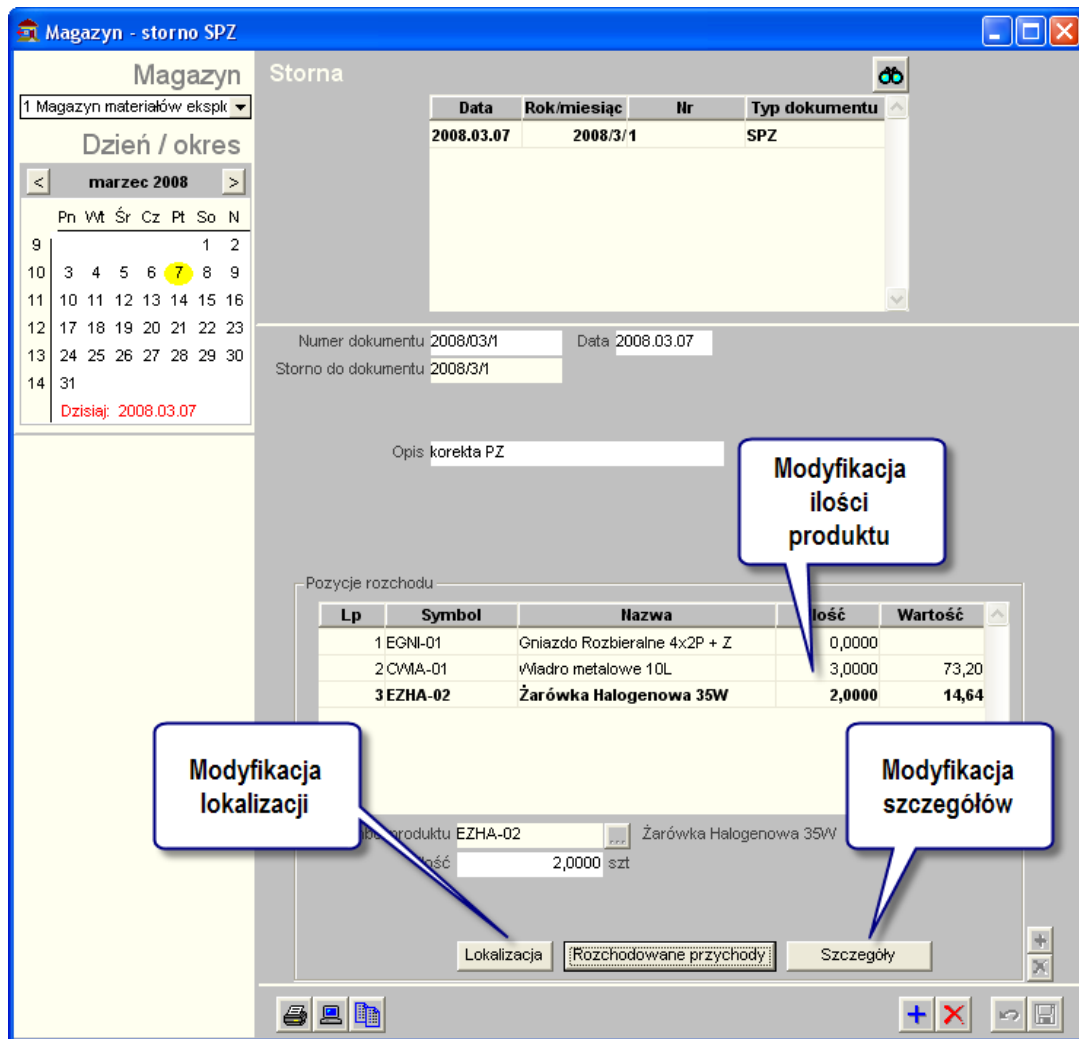 Magazyn - storno SPZ
Magazyn
1 Magazyn materiałów eksplo
Dzień / okres
< marzec 2008 >
Pn Wt Śr Cz Pt So N
9 1 2
10 3 4 5 6 7 8 9
11 10 11 12 13 14 15 16
12 17 18 19 20 21 22 23
13 24 25 26 27 28 29 30
14 31
Dzisiaj: 2008.03.07
Storna
Data Rok/miesiąc Nr Typ dokumentu
2008.03.07 2008/3/1 SPZ
Numer dokumentu 2008/03/1 Data 2008.03.07
Storno do dokumentu 2008/3/1
Opis korekta PZ
Modyfikacja
ilości
produktu
Pozycje rozchodu
Lp Symbol Nazwa Ilość Wartość
1 EGNI-01 Gniazdo Rozbieralne 4x2P + Z 0,0000
2 CWIA-01 Wiadro metalowe 10L 3,0000 73,20
3 EZHA-02 Żarówka Halogenowa 35W 2,0000 14,64
Modyfikacja
lokalizacji
Modyfikacja
szczegółów
produktu EZHA-02 ... Żarówka Halogenowa 35W
2,0000 szt
Lokalizacja Rozchodowane przychody Szczegóły